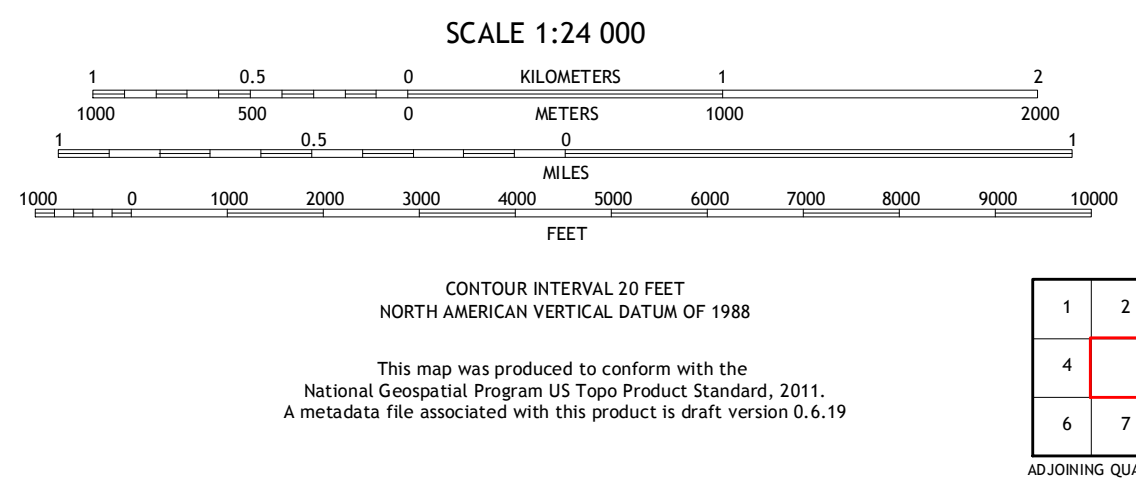 SCALE 1:24 000
1 0.5 0 KILOMETERS 1 2
1000 500 0 METERS 1000 2000
1 0.5 0 1
MILES
1000 0 1000 2000 3000 4000 5000 6000 7000 8000 9000 10000
FEET
CONTOUR INTERVAL 20 FEET
NORTH AMERICAN VERTICAL DATUM OF 1988
This map was produced to conform with the
National Geospatial Program US Topo Product Standard, 2011.
A metadata file associated with this product is draft version 0.6.19
1 2
4
6 7
ADJOINING QUA